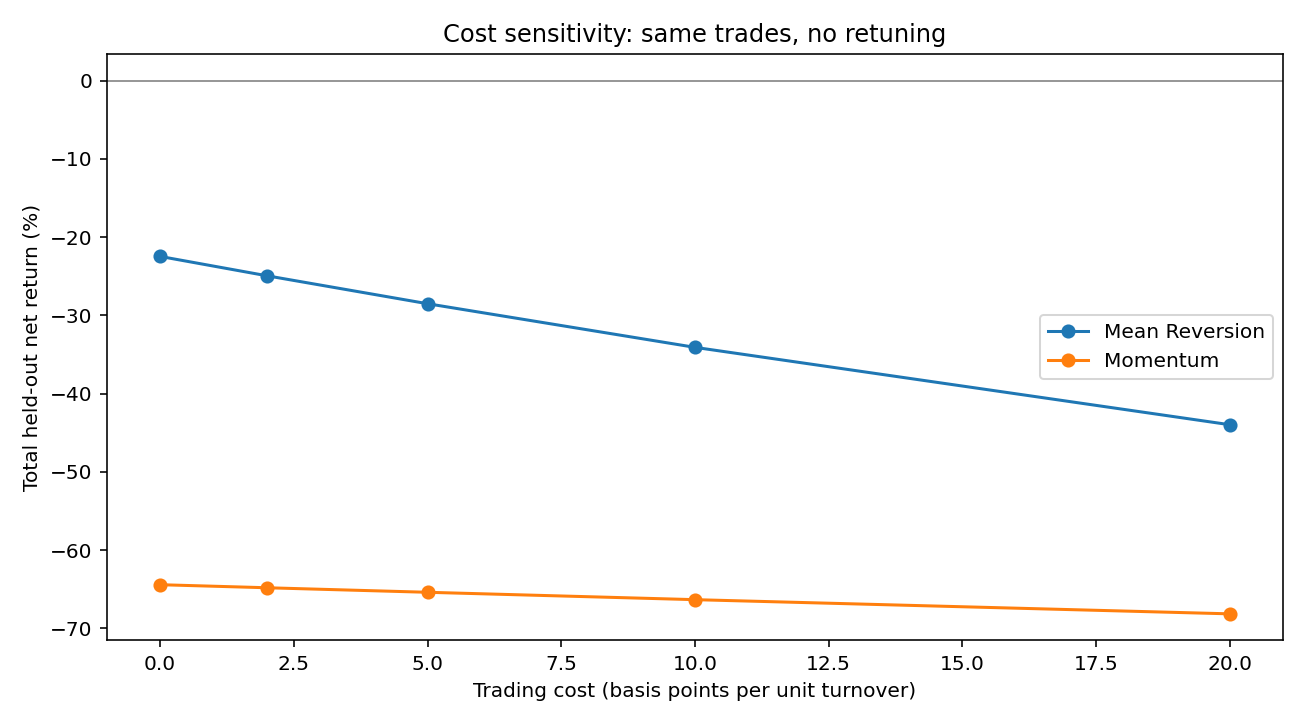 Cost sensitivity: same trades, no retuning
Total held-out net return (%)
0
−10
−20
−30
−40
−50
−60
−70
Mean Reversion
Momentum
0.0 2.5 5.0 7.5 10.0 12.5 15.0 17.5 20.0
Trading cost (basis points per unit turnover)